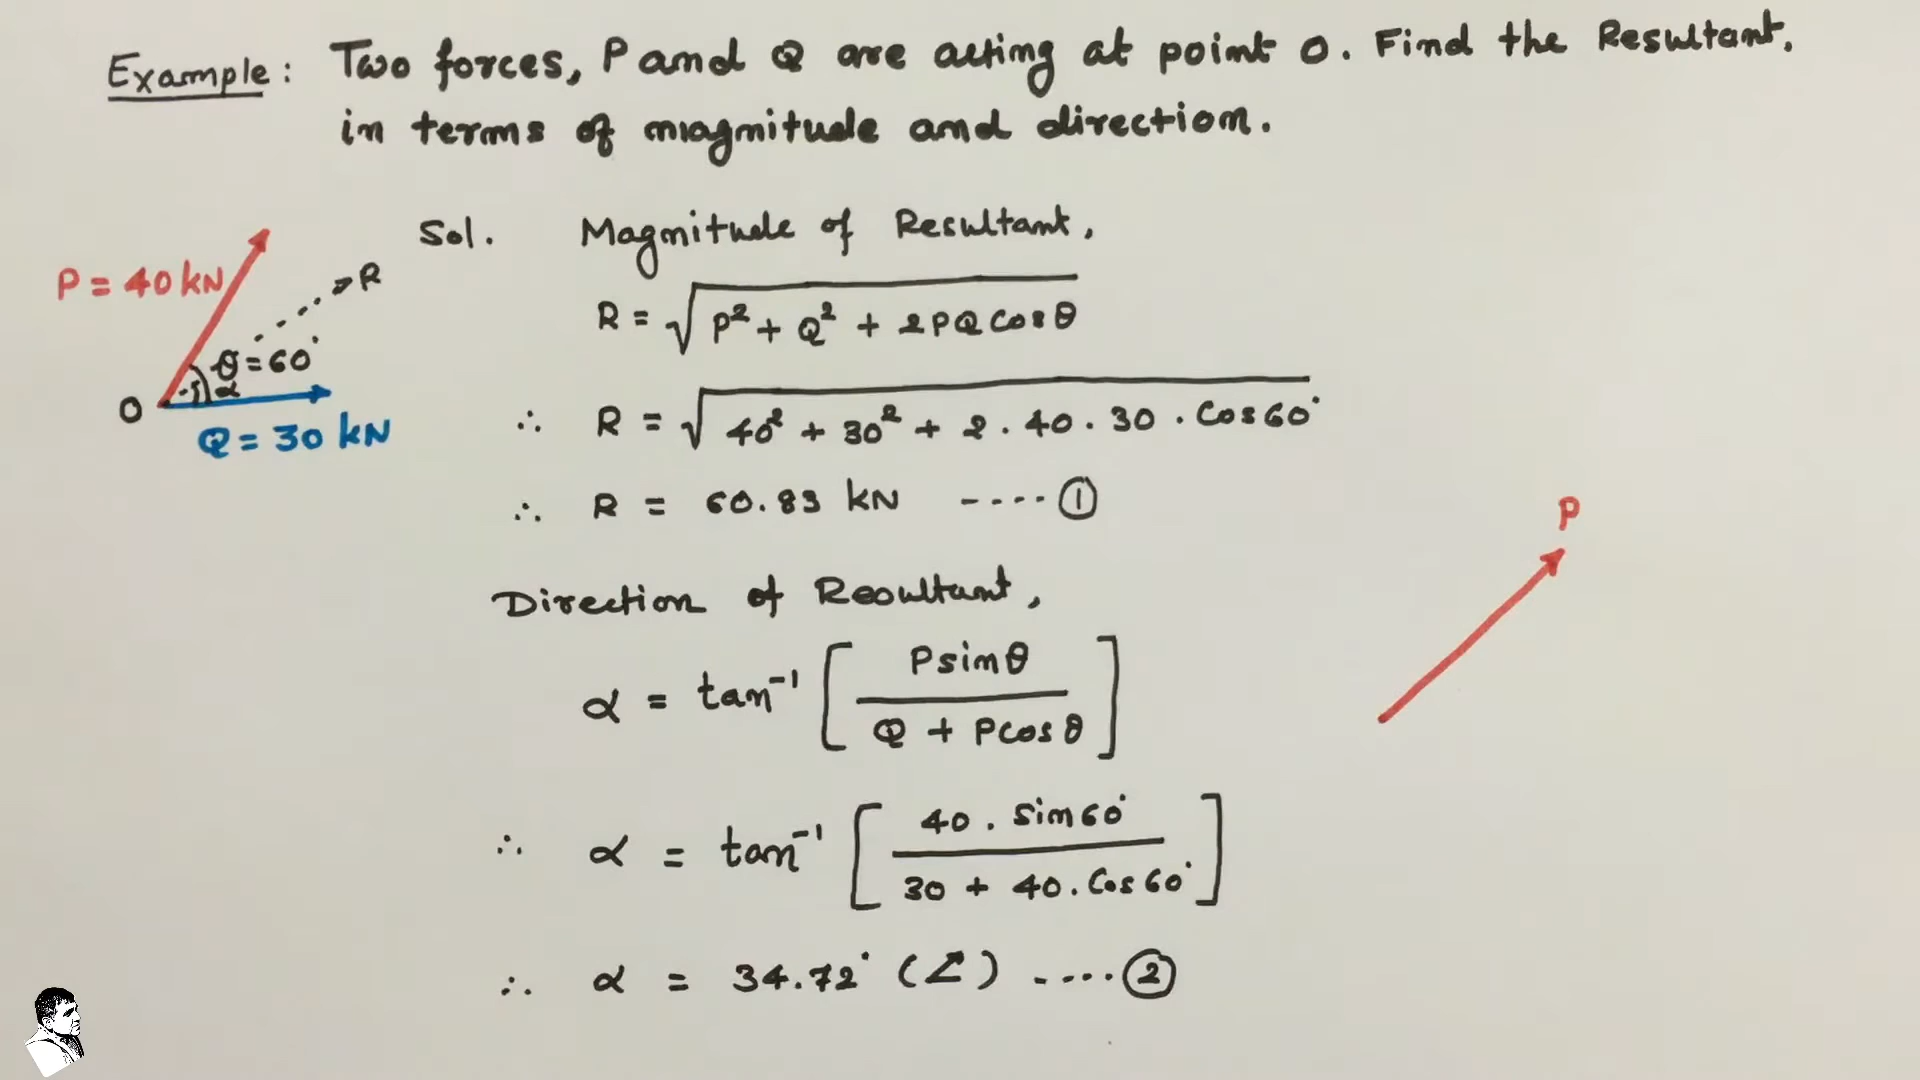 Example: Two forces, P and Q are acting at point O. Find the Resultant,
in terms of magnitude and direction.
Sol. Magnitude of Resultant,
P = 40 kN
R
θ = 60°
α
O
Q = 30 kN
R = √(P² + Q² + 2PQ Cos θ)
∴ R = √(40² + 30² + 2 . 40 . 30 . Cos 60°)
∴ R = 60.83 kN ---- ①
Direction of Resultant,
α = tan⁻¹ [ P sin θ / Q + P cos θ ]
∴ α = tan⁻¹ [ 40 . Sin 60° / 30 + 40 . Cos 60° ]
∴ α = 34.72° (∠) ---- ②
P